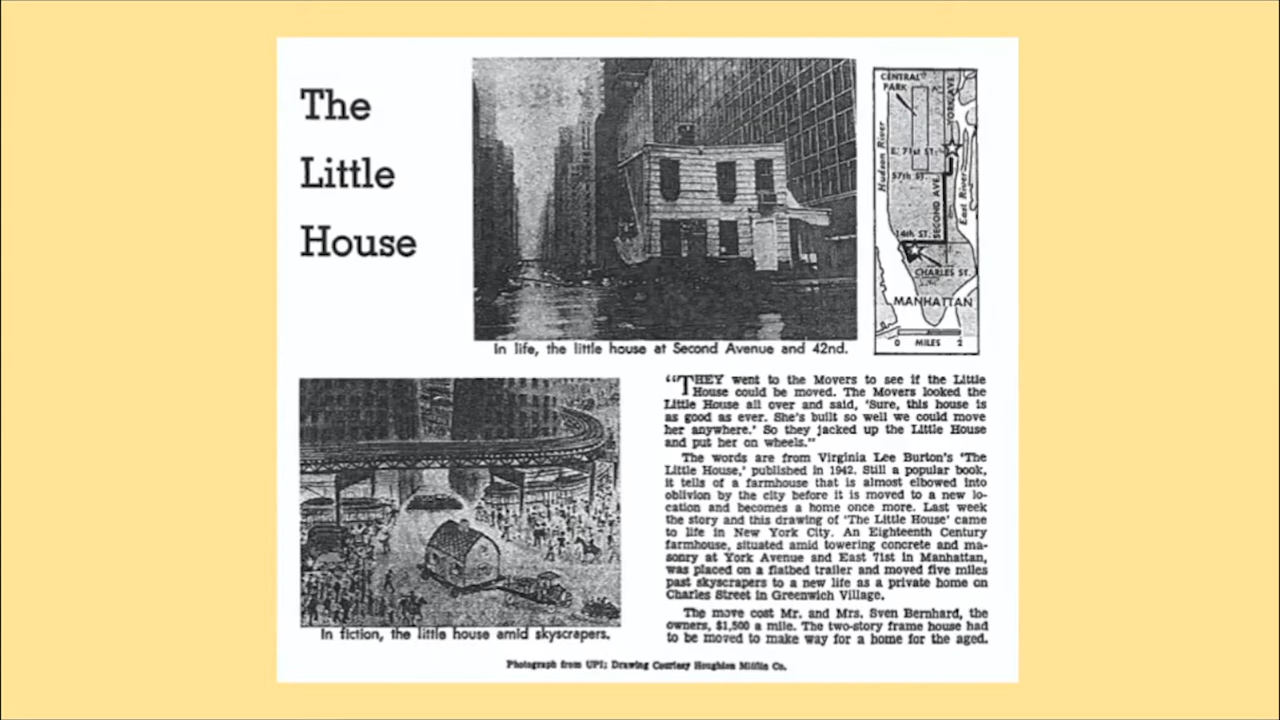 The
Little
House
In life, the little house at Second Avenue and 42nd.
CENTRAL
PARK
YORK AVE.
Hudson River
E. 71st ST.
57th ST.
SECOND AVE.
East River
14th ST.
CHARLES ST.
MANHATTAN
0 MILES 2
In fiction, the little house amid skyscrapers.
“THEY went to the Movers to see if the Little
House could be moved. The Movers looked the
Little House all over and said, ‘Sure, this house is
as good as ever. She’s built so well we could move
her anywhere.’ So they jacked up the Little House
and put her on wheels.”
The words are from Virginia Lee Burton’s ‘The
Little House,’ published in 1942. Still a popular book,
it tells of a farmhouse that is almost elbowed into
oblivion by the city before it is moved to a new lo-
cation and becomes a home once more. Last week
the story and this drawing of ‘The Little House’ came
to life in New York City. An Eighteenth Century
farmhouse, situated amid towering concrete and ma-
sonry at York Avenue and East 71st in Manhattan,
was placed on a flatbed trailer and moved five miles
past skyscrapers to a new life as a private home on
Charles Street in Greenwich Village.
The move cost Mr. and Mrs. Sven Bernhard, the
owners, $1,500 a mile. The two-story frame house had
to be moved to make way for a home for the aged.
Photograph from UPI; Drawing Courtesy Houghton Mifflin Co.